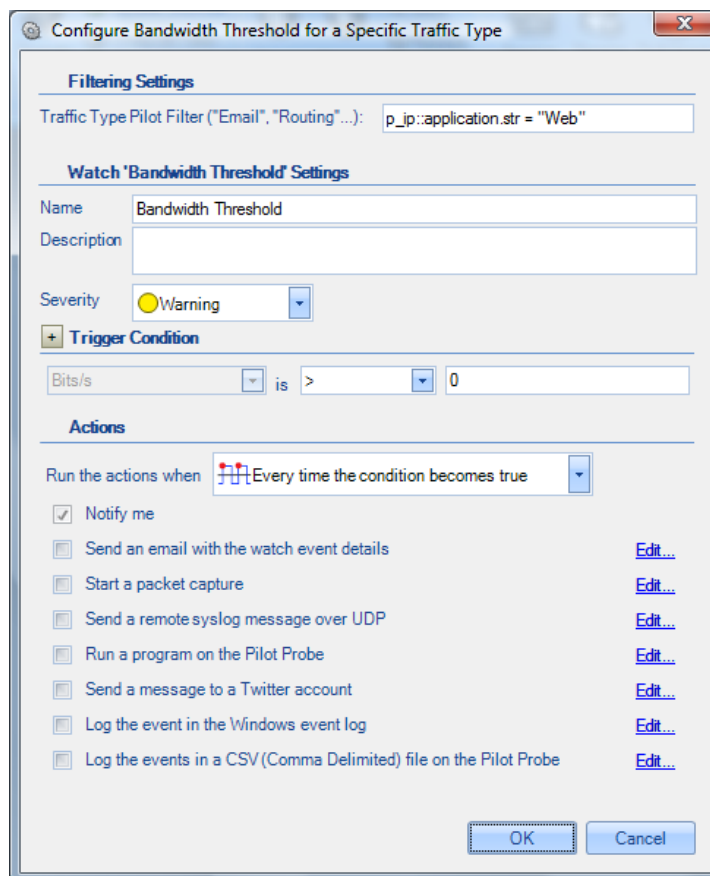 Configure Bandwidth Threshold for a Specific Traffic Type
Filtering Settings
Traffic Type Pilot Filter ("Email", "Routing"...): p_ip::application.str = "Web"
Watch 'Bandwidth Threshold' Settings
Name Bandwidth Threshold
Description
Severity Warning
+ Trigger Condition
Bits/s is > 0
Actions
Run the actions when Every time the condition becomes true
Notify me
Send an email with the watch event details Edit...
Start a packet capture Edit...
Send a remote syslog message over UDP Edit...
Run a program on the Pilot Probe Edit...
Send a message to a Twitter account Edit...
Log the event in the Windows event log Edit...
Log the events in a CSV (Comma Delimited) file on the Pilot Probe Edit...
OK Cancel